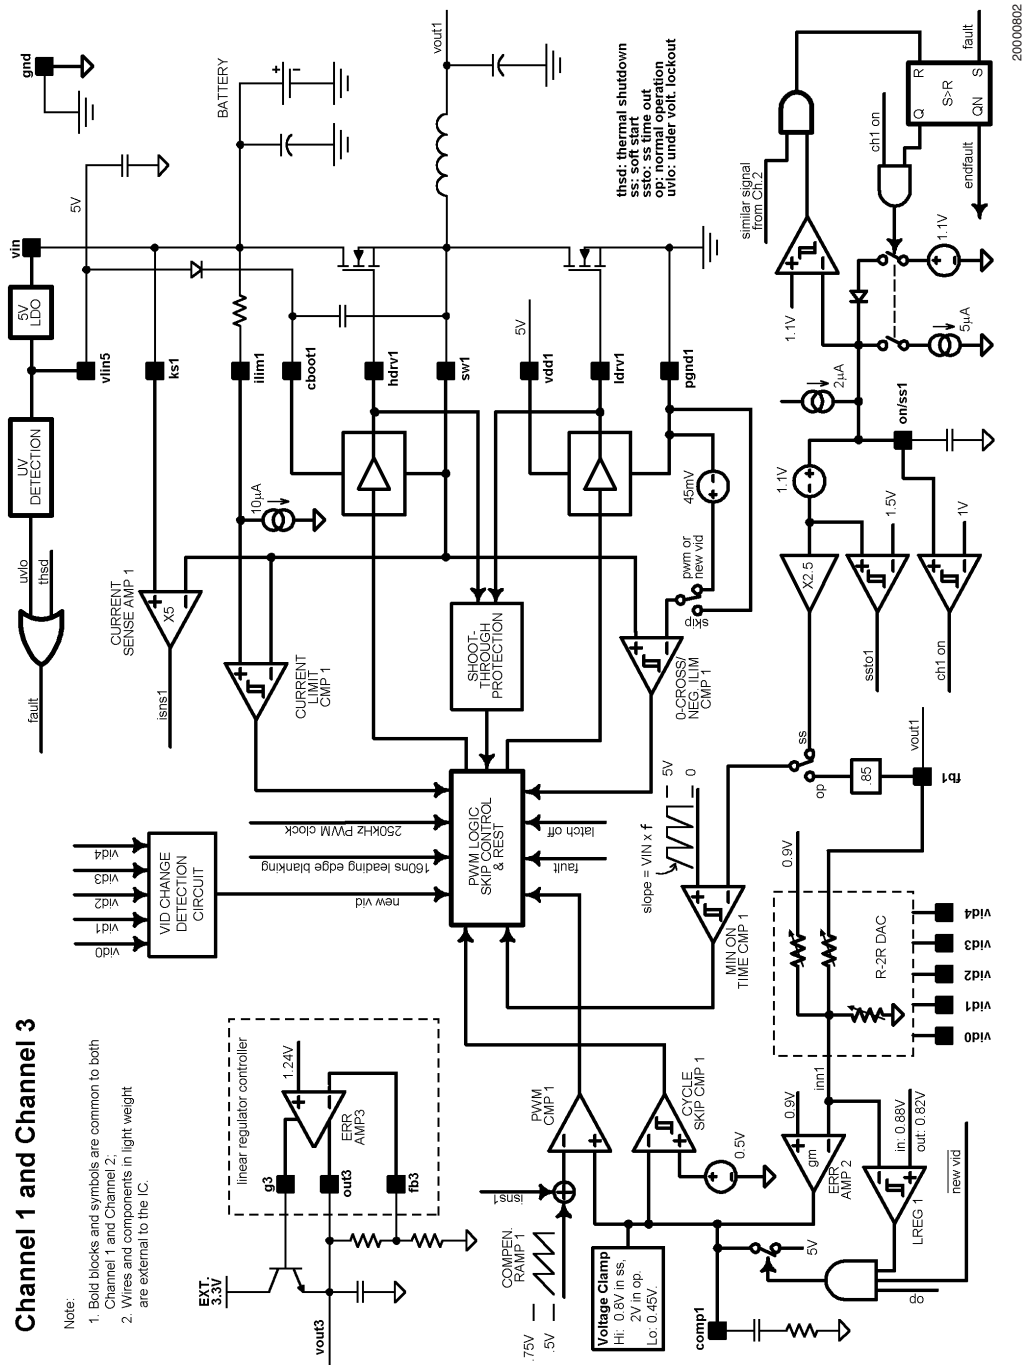 Channel 1 and Channel 3
Note:
1. Bold blocks and symbols are common to both
Channel 1 and Channel 2;
2. Wires and components in light weight
are external to the IC.
20000802
thsd: thermal shutdown
ss: soft start
ssto: ss time out
op: normal operation
uvlo: under volt. lockout
gnd
BATTERY
+
−
vout1
5V
vin
5V
LDO
vlin5
ks1
ilim1
cboot1
hdrv1
sw1
5V
vdd1
ldrv1
pgnd1
UV
DETECTION
uvlo
thsd
fault
CURRENT
SENSE AMP 1
X5
+
−
isns1
10µA
+
−
CURRENT
LIMIT
CMP 1
SHOOT-
THROUGH
PROTECTION
45mV
+
−
pwm or
new vid
skip
+
−
0-CROSS/
NEG. ILIM
CMP 1
vid4
vid3
vid2
vid1
vid0
VID CHANGE
DETECTION
CIRCUIT
250kHz PWM clock
160ns leading edge blanking
new vid
PWM LOGIC
SKIP CONTROL
& REST
latch off
fault
slope = VIN x f
5V
0
MIN ON
TIME CMP 1
+
−
fault
R
S
S>R
Q
QN
ch1 on
endfault
similar signal
from Ch.2
+
−
1.1V
1.1V
+
−
5µA
2µA
on/ss1
1.1V
+
−
1.5V
1V
X2.5
+
−
+
−
ssto1
ch1 on
ss
op
.85
fb1
vout1
0.9V
R-2R DAC
vid4
vid3
vid2
vid1
vid0
inn1
linear regulator controller
1.24V
+
−
ERR
AMP3
g3
out3
fb3
EXT.
3.3V
vout3
PWM
CMP 1
−
+
CYCLE
SKIP CMP 1
−
+
0.5V
+
−
isns1
COMPEN.
RAMP 1
.75V
.5V
Voltage Clamp
Hi: 0.8V in ss,
2V in op.
Lo: 0.45V.
0.9V
+
−
gm
ERR
AMP 2
in: 0.88V
out: 0.82V
+
−
LREG 1
new vid
5V
op
comp1